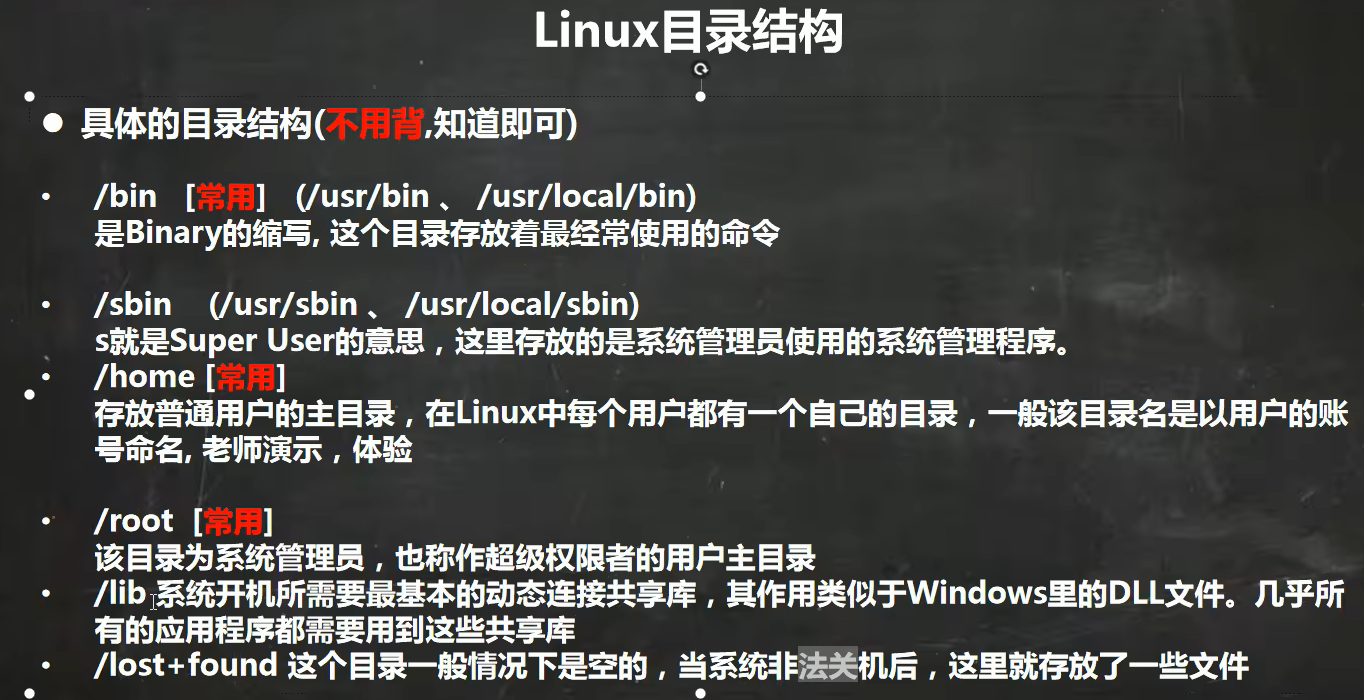 Linux目录结构
● 具体的目录结构(不用背,知道即可)
• /bin [常用] (/usr/bin 、 /usr/local/bin)
是Binary的缩写, 这个目录存放着最经常使用的命令
• /sbin (/usr/sbin 、 /usr/local/sbin)
s就是Super User的意思，这里存放的是系统管理员使用的系统管理程序。
• /home [常用]
存放普通用户的主目录，在Linux中每个用户都有一个自己的目录，一般该目录名是以用户的账
号命名, 老师演示，体验
• /root [常用]
该目录为系统管理员，也称作超级权限者的用户主目录
• /lib 系统开机所需要最基本的动态连接共享库，其作用类似于Windows里的DLL文件。几乎所
有的应用程序都需要用到这些共享库
• /lost+found 这个目录一般情况下是空的，当系统非法关机后，这里就存放了一些文件